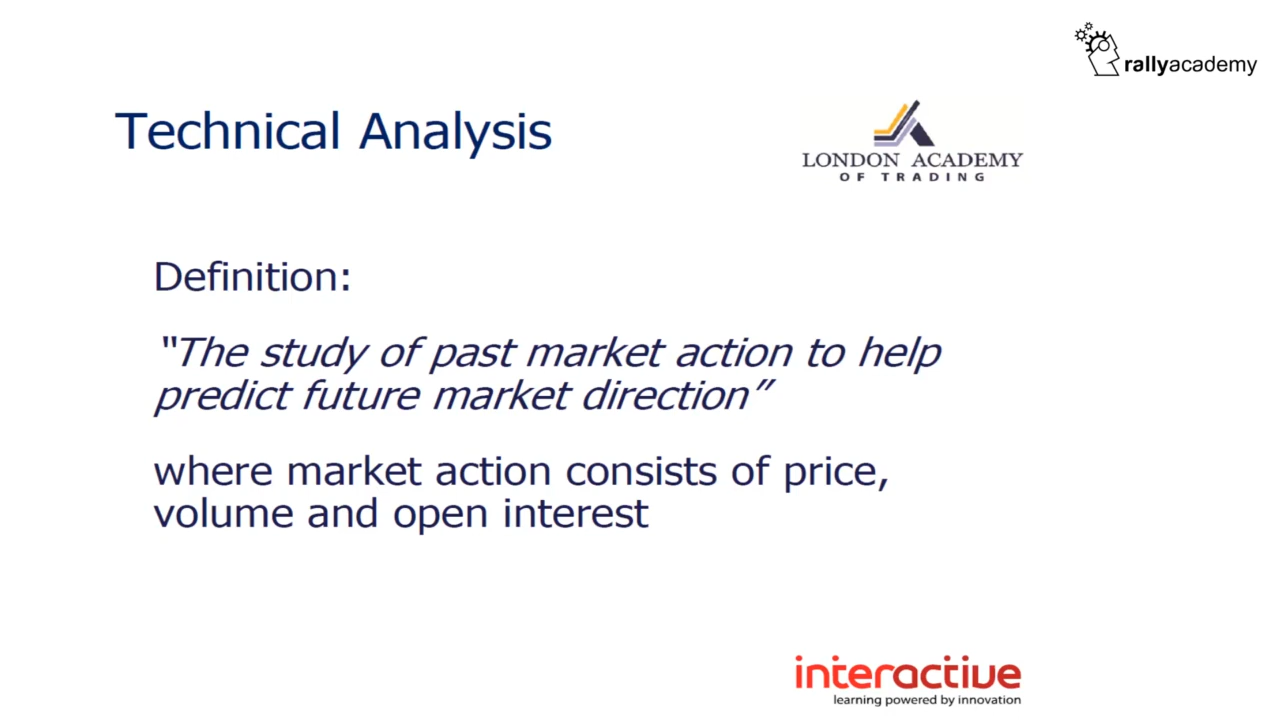 rallyacademy
Technical Analysis
LONDON ACADEMY
OF TRADING
Definition:
“The study of past market action to help
predict future market direction”
where market action consists of price,
volume and open interest
interactive
learning powered by innovation